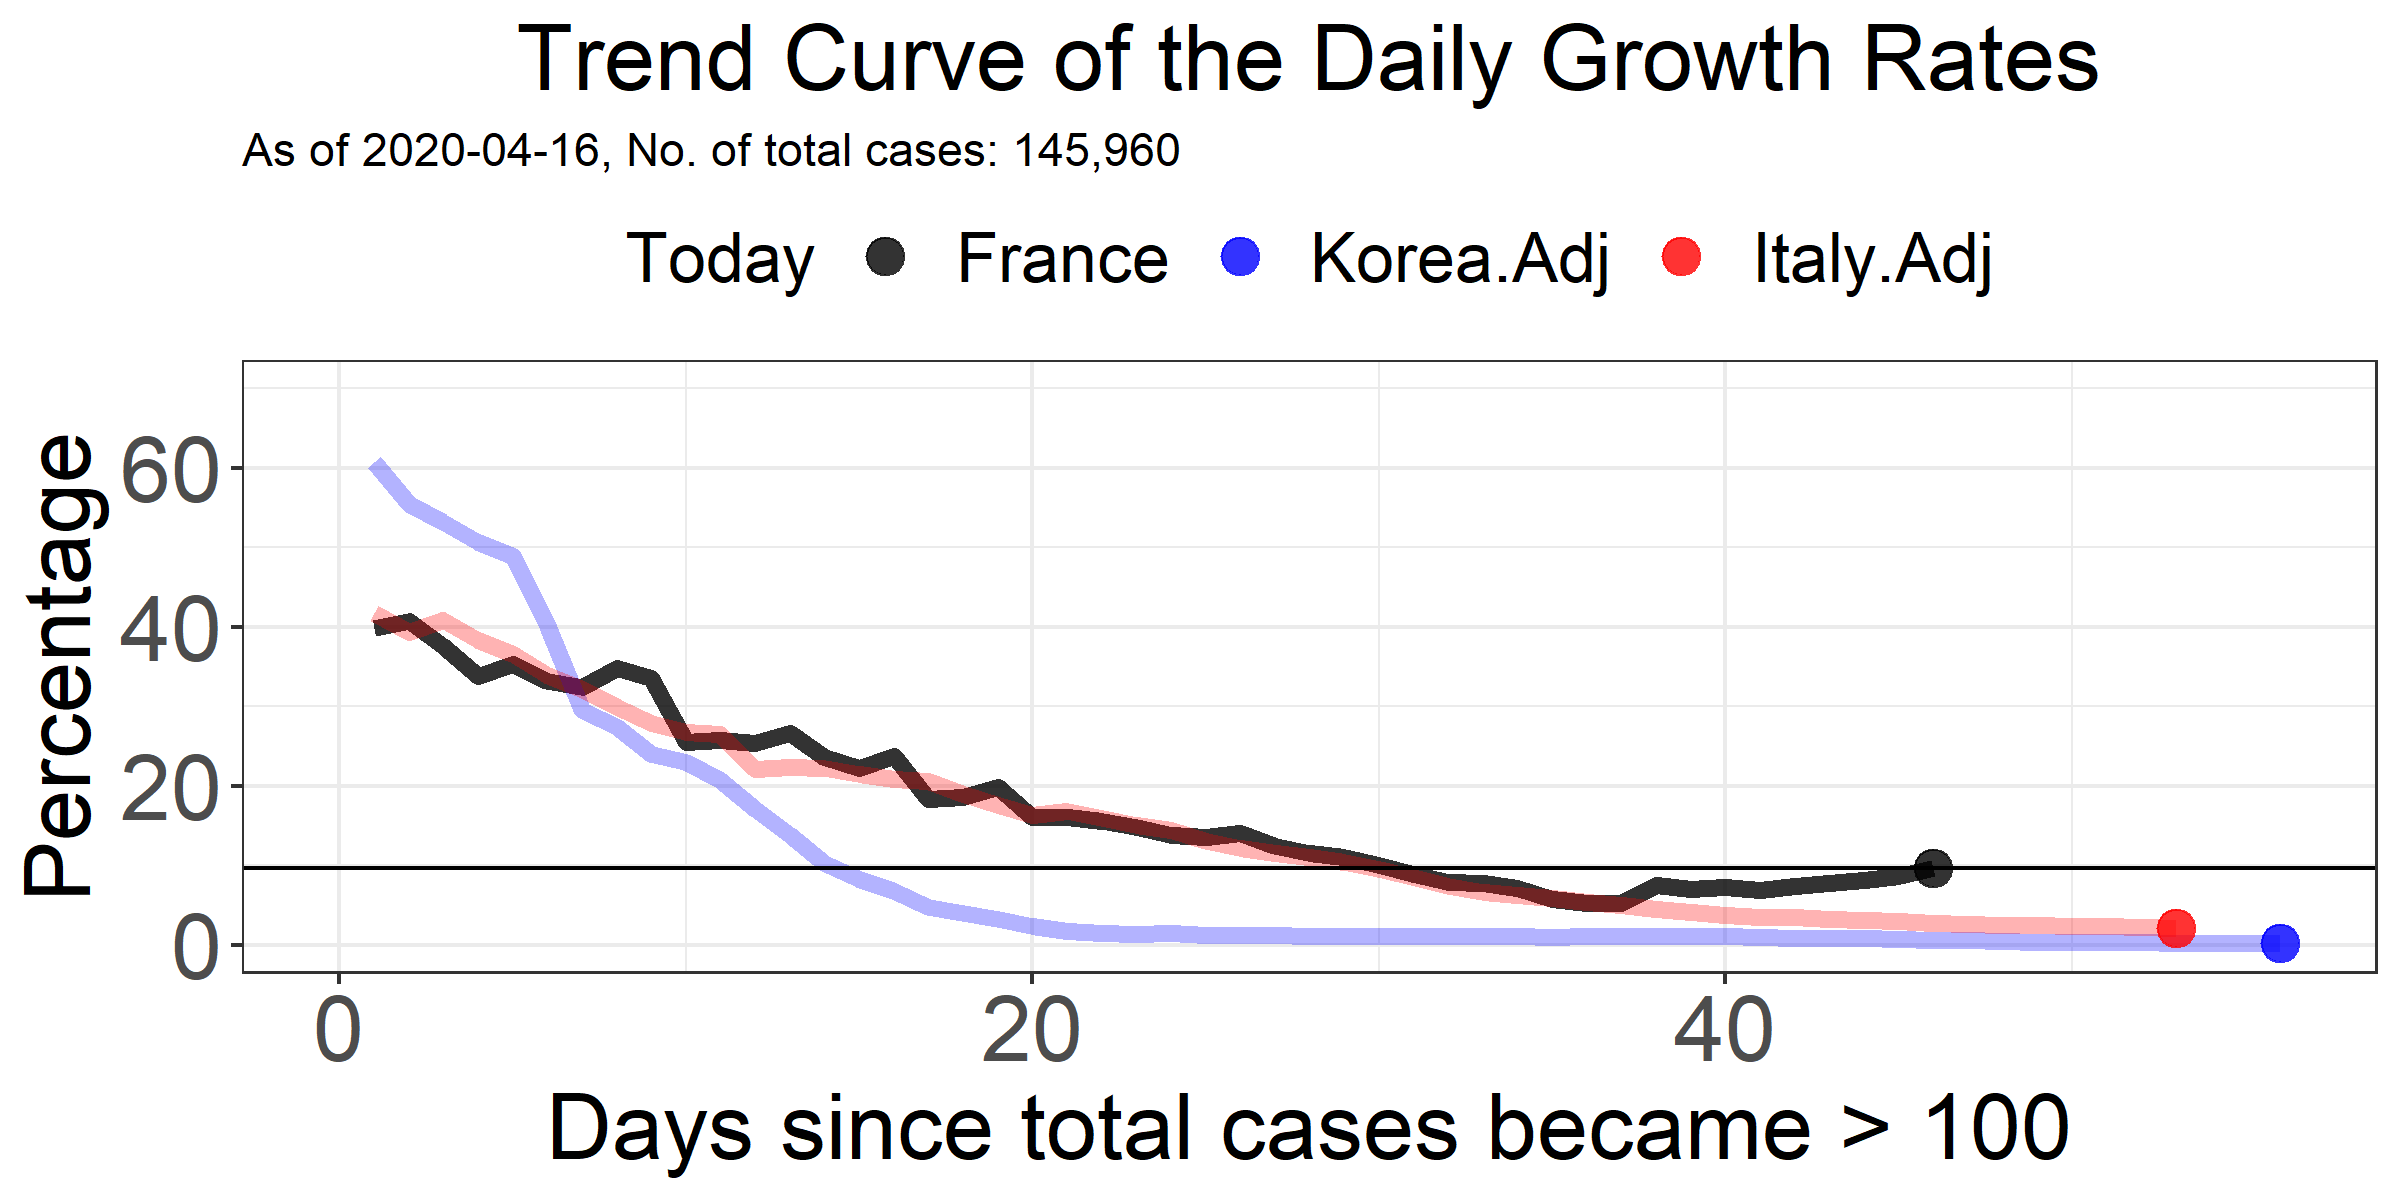 Trend Curve of the Daily Growth Rates
As of 2020-04-16, No. of total cases: 145,960
Today France Korea.Adj Italy.Adj
Percentage
60
40
20
0
0 20 40
Days since total cases became > 100